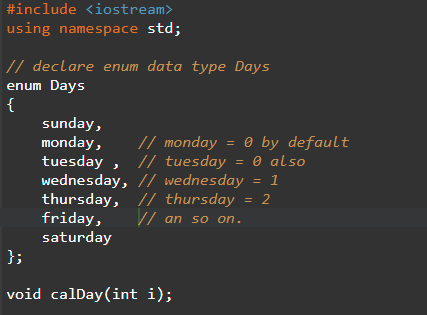 #include <iostream>
using namespace std;
// declare enum data type Days
enum Days
{
    sunday,
    monday,    // monday = 0 by default
    tuesday ,  // tuesday = 0 also
    wednesday, // wednesday = 1
    thursday,  // thursday = 2
    friday,    // an so on.
    saturday
};
void calDay(int i);